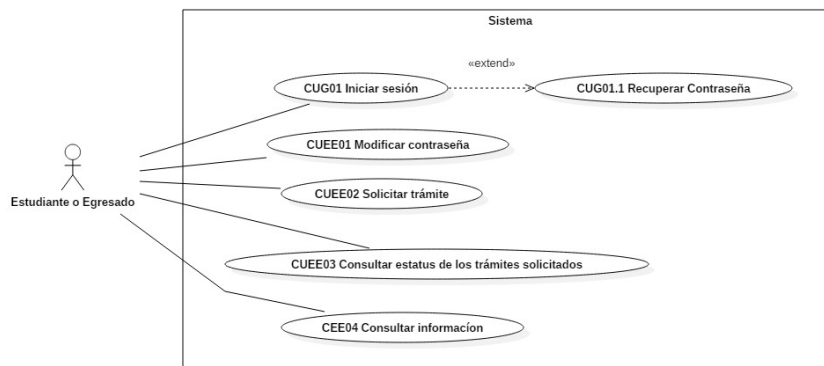 Sistema
«extend»
CUG01 Iniciar sesión
CUG01.1 Recuperar Contraseña
CUEE01 Modificar contraseña
CUEE02 Solicitar trámite
Estudiante o Egresado
CUEE03 Consultar estatus de los trámites solicitados
CEE04 Consultar informacíon